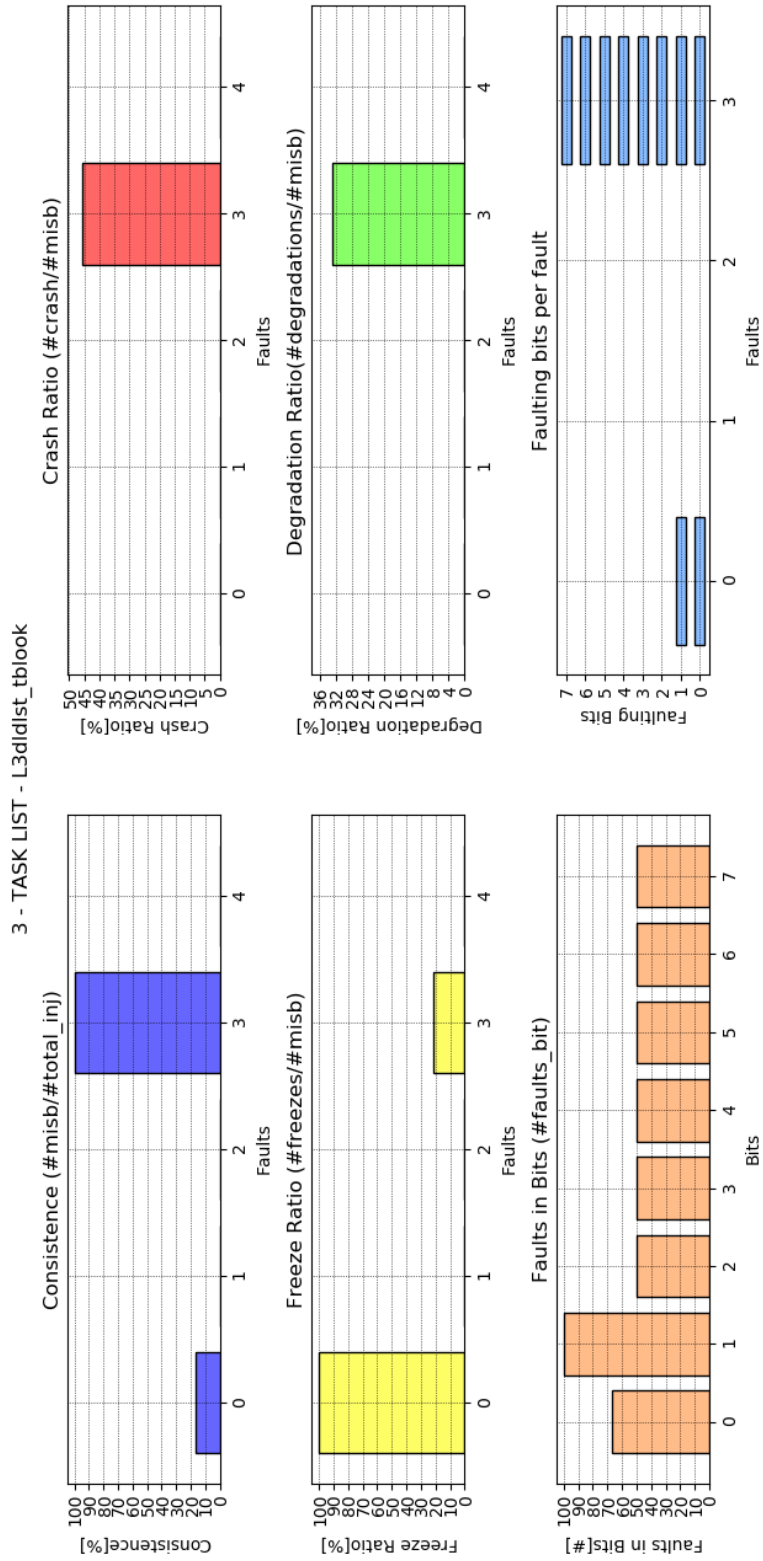 3 - TASK LIST - L3dldlst_tblook
Consistence (#misb/#total_inj)
Consistence[%]
100
90
80
70
60
50
40
30
20
10
0
0 1 2 3 4
Faults
Crash Ratio (#crash/#misb)
Crash Ratio[%]
50
45
40
35
30
25
20
15
10
5
0
0 1 2 3 4
Faults
Freeze Ratio (#freezes/#misb)
Freeze Ratio[%]
100
90
80
70
60
50
40
30
20
10
0
0 1 2 3 4
Faults
Degradation Ratio(#degradations/#misb)
Degradation Ratio[%]
36
32
28
24
20
16
12
8
4
0
0 1 2 3 4
Faults
Faults in Bits (#faults_bit)
Faults in Bits[#]
100
90
80
70
60
50
40
30
20
10
0
0 1 2 3 4 5 6 7
Bits
Faulting bits per fault
Faulting Bits
7
6
5
4
3
2
1
0
0 1 2 3
Faults